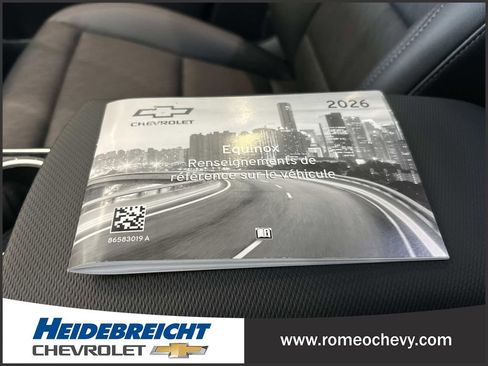 2026
CHEVROLET
Equinox
Renseignements de
référence sur le véhicule
86583019 A
HEIDEBREICHT
CHEVROLET
www.romeochevy.com